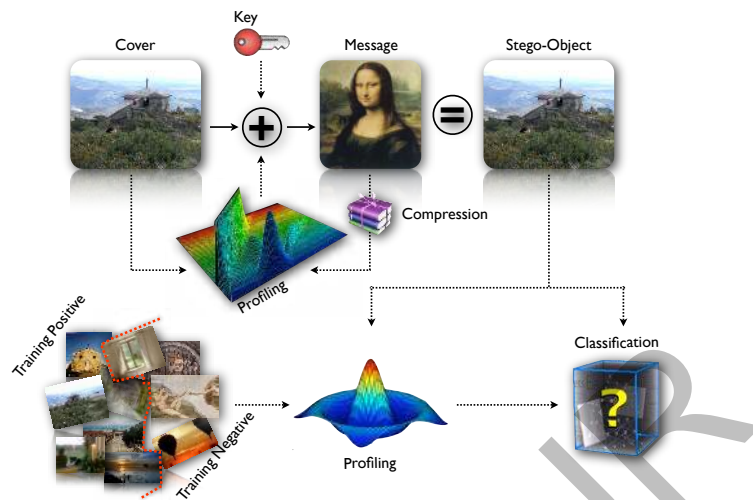 Key
Cover
Message
Stego-Object
Compression
Profiling
Training Positive
Classification
Training Negative
Profiling
?